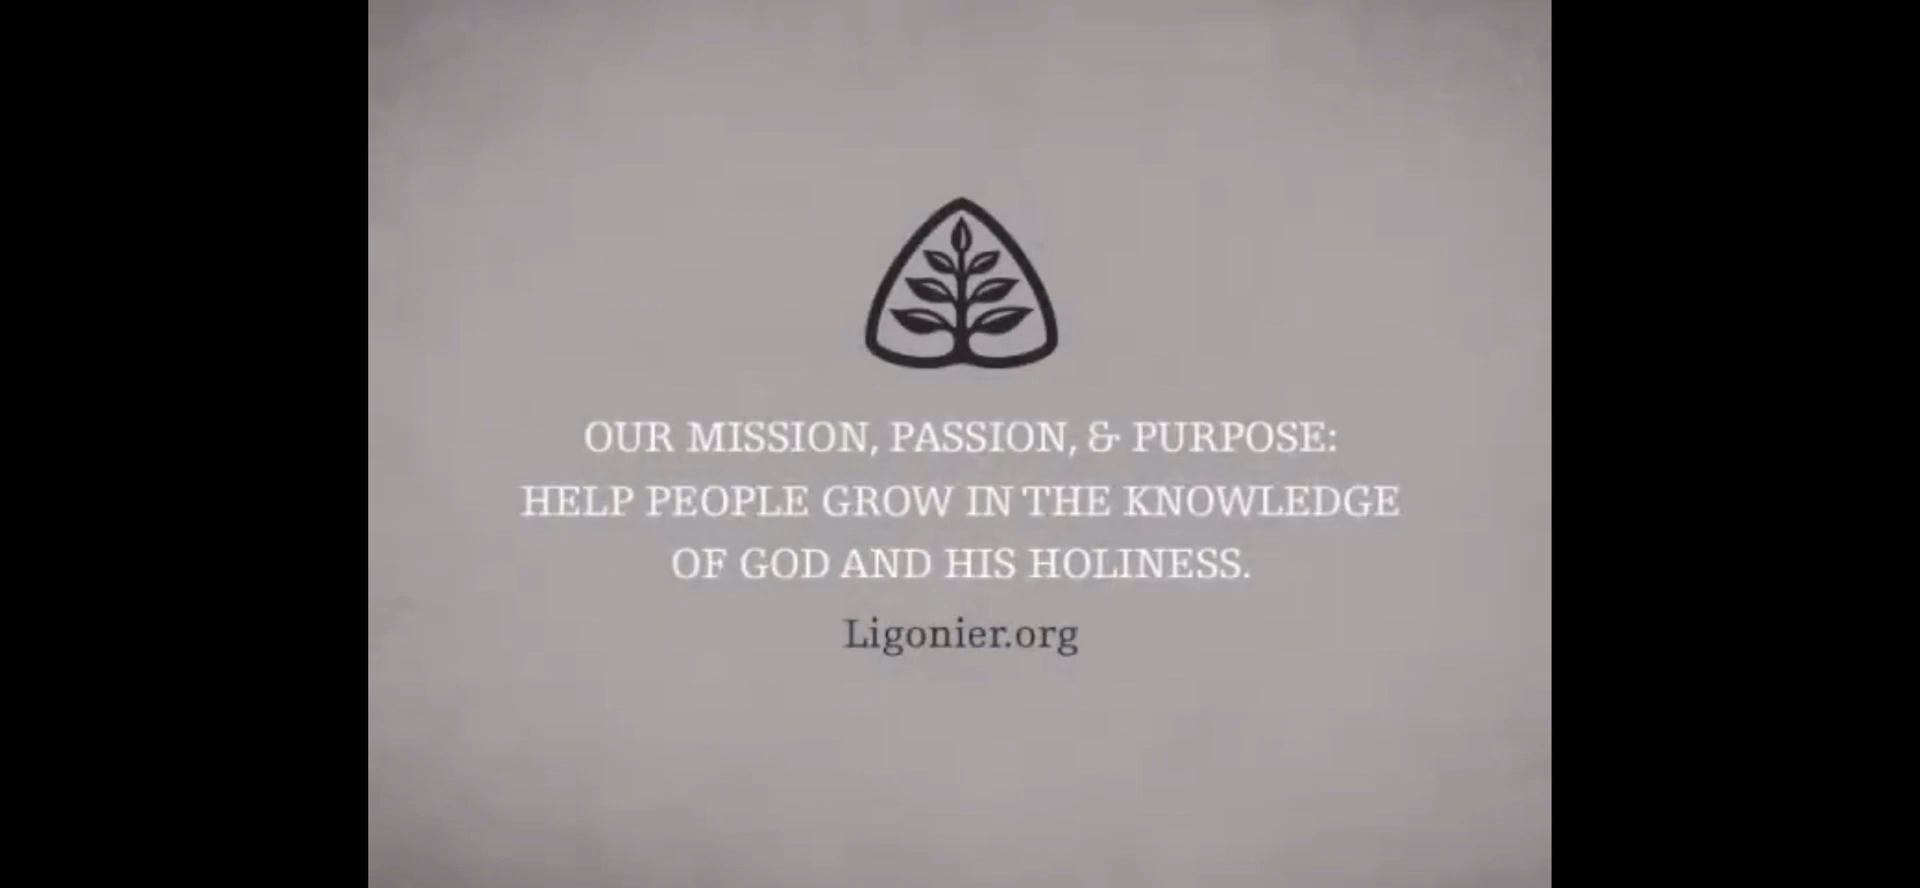 OUR MISSION, PASSION, & PURPOSE:
HELP PEOPLE GROW IN THE KNOWLEDGE
OF GOD AND HIS HOLINESS.
Ligonier.org